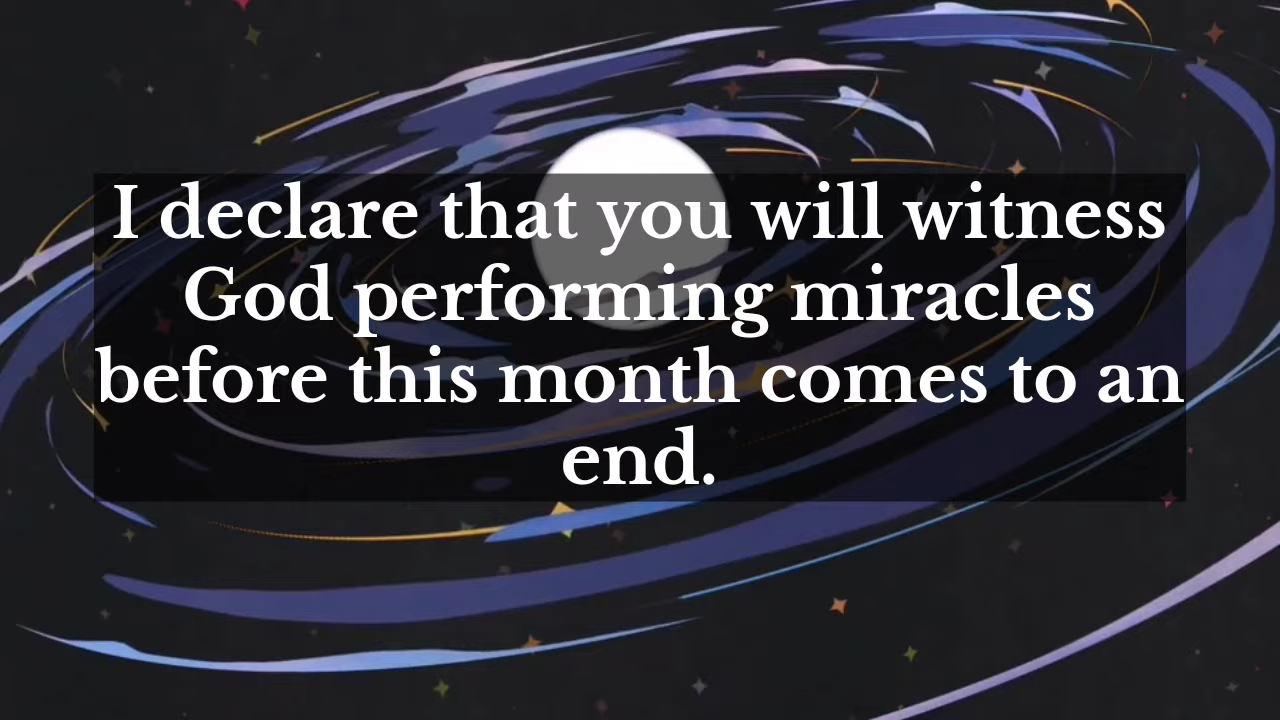 I declare that you will witness
God performing miracles
before this month comes to an
end.